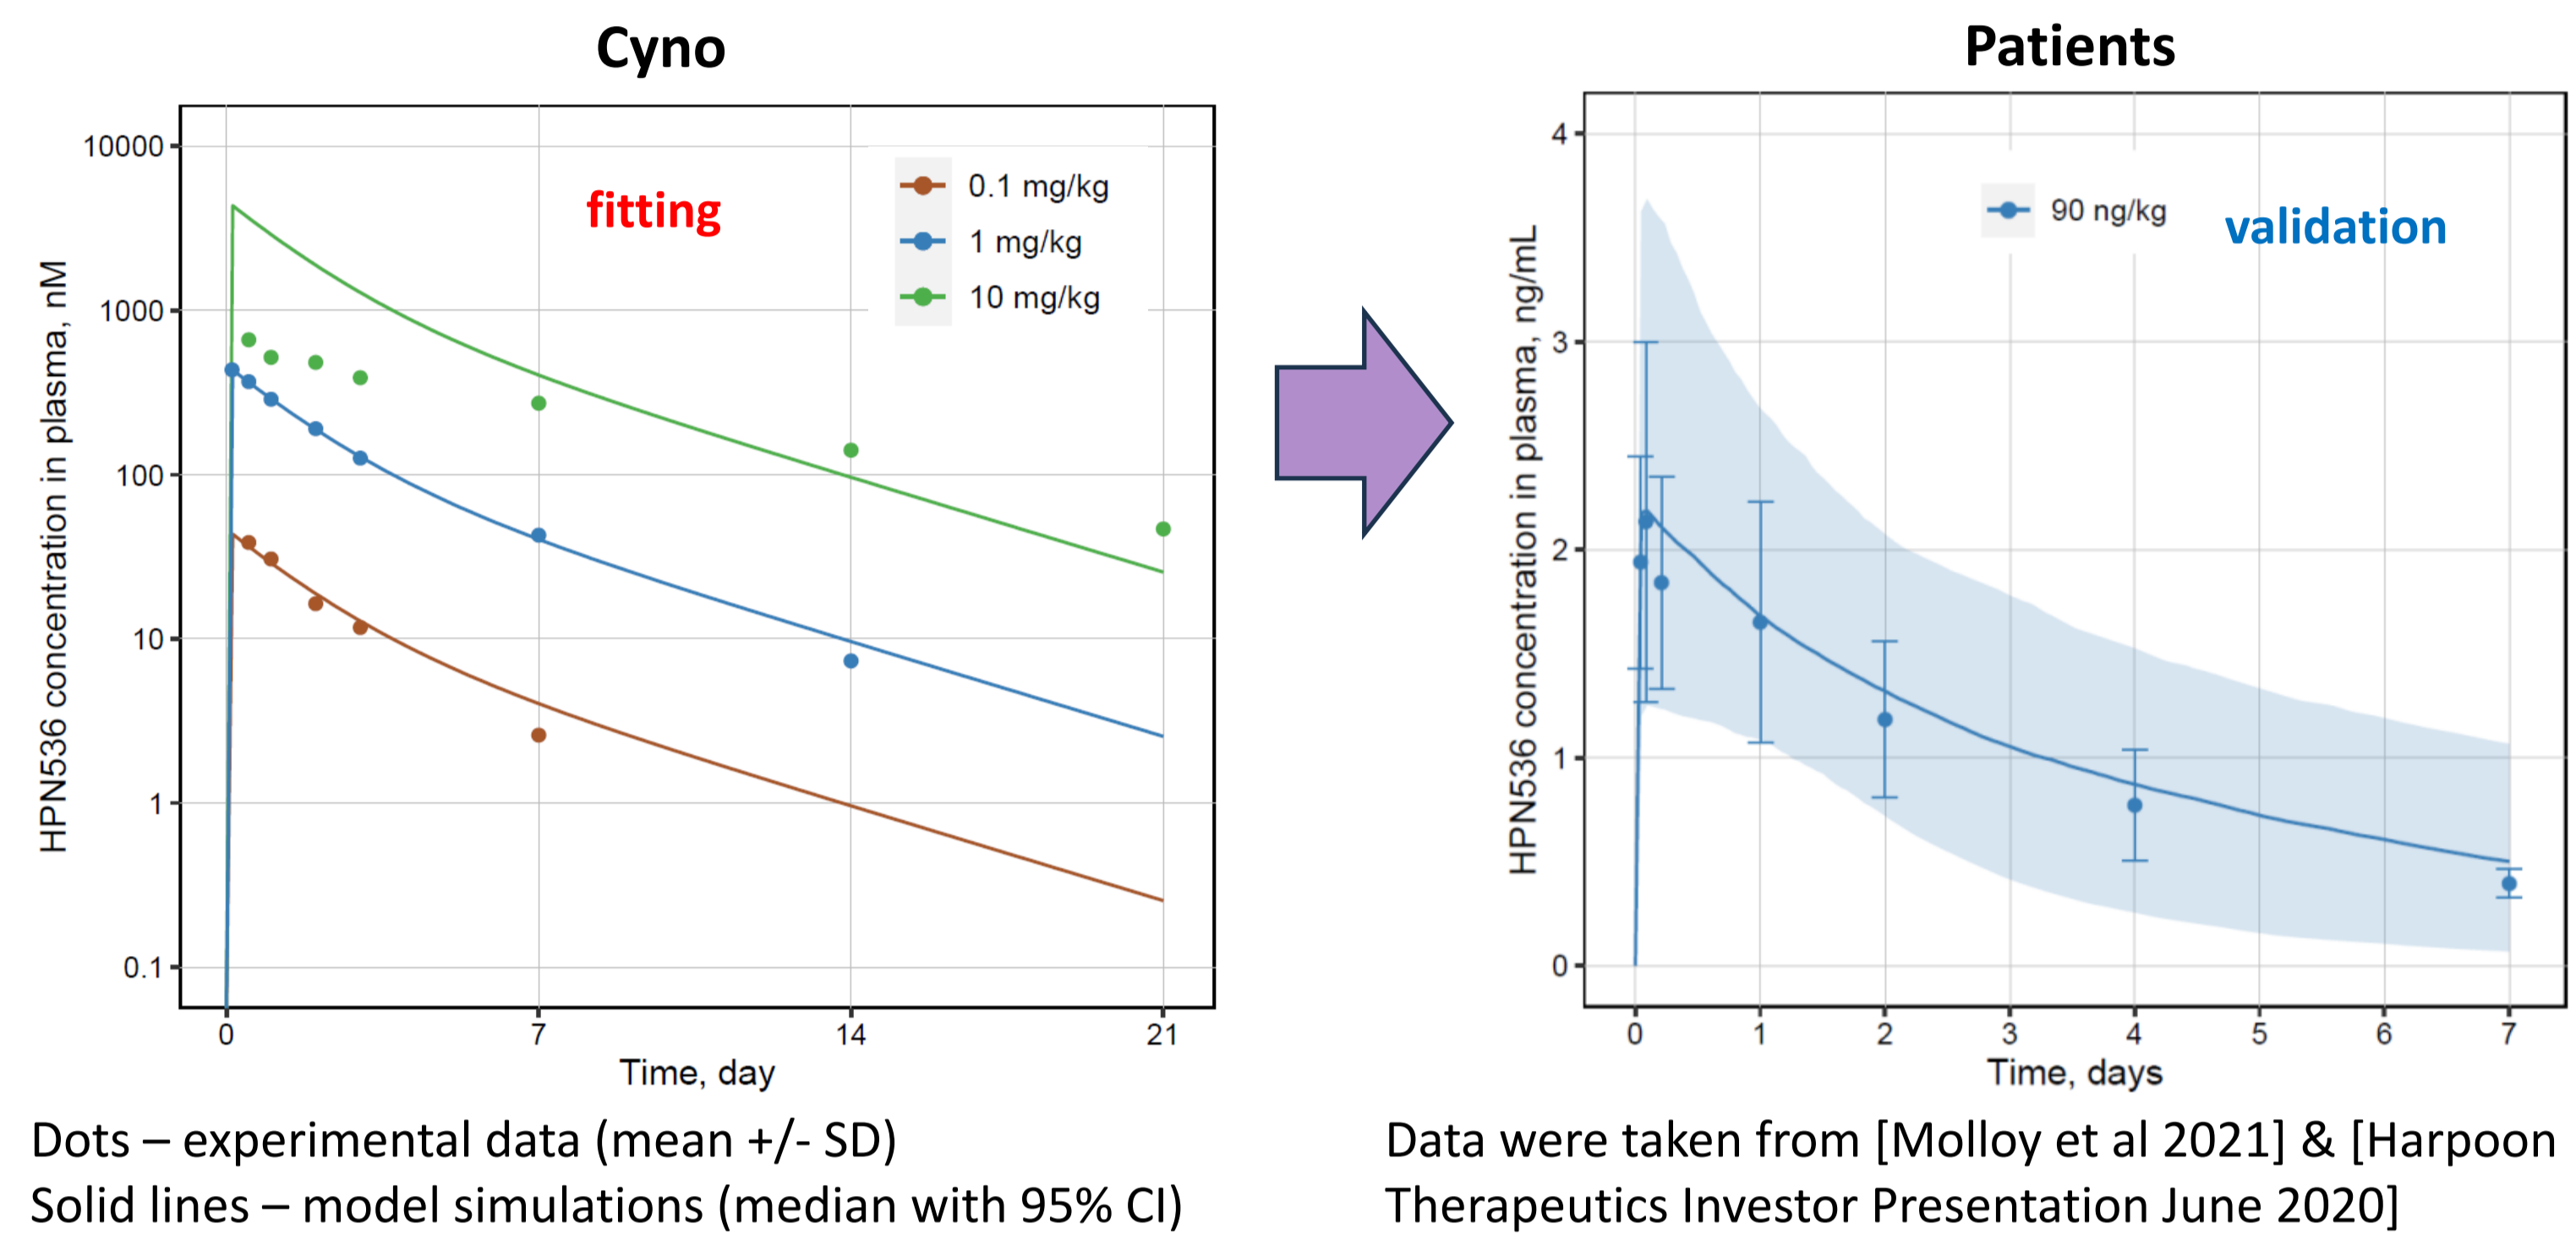 Cyno
HPN536 concentration in plasma, nM
10000
1000
100
10
1
0.1
fitting
0.1 mg/kg
1 mg/kg
10 mg/kg
0 7 14 21
Time, day
Dots – experimental data (mean +/- SD)
Solid lines – model simulations (median with 95% CI)
Patients
HPN536 concentration in plasma, ng/mL
4
3
2
1
0
90 ng/kg
validation
0 1 2 3 4 5 6 7
Time, days
Data were taken from [Molloy et al 2021] & [Harpoon
Therapeutics Investor Presentation June 2020]